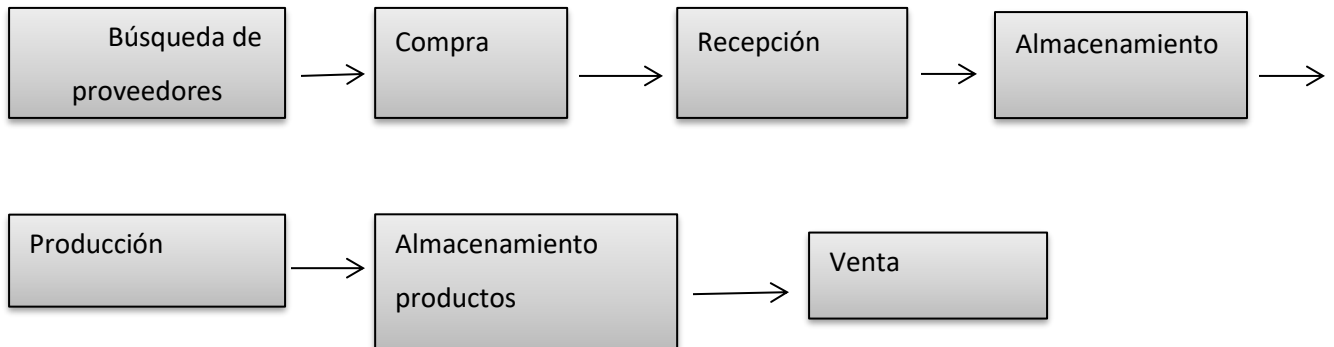 Búsqueda de
proveedores
Compra
Recepción
Almacenamiento
Producción
Almacenamiento
productos
Venta